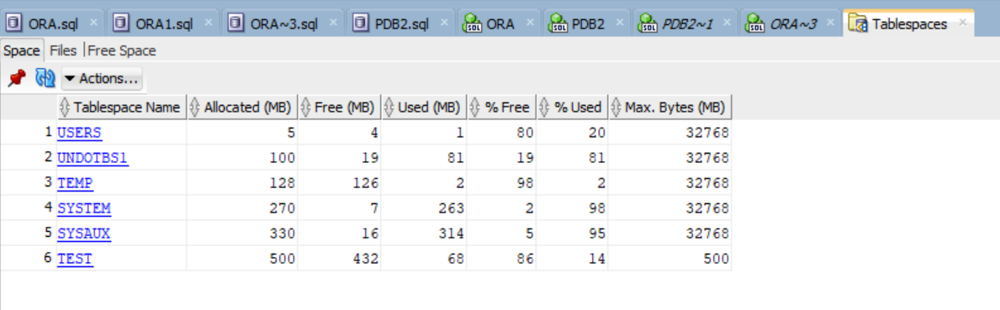 ORA.sql ORA1.sql ORA~3.sql PDB2.sql ORA PDB2 PDB2~1 ORA~3 Tablespaces
Space Files Free Space
Actions...
Tablespace Name Allocated (MB) Free (MB) Used (MB) % Free % Used Max. Bytes (MB)
1 USERS 5 4 1 80 20 32768
2 UNDOTBS1 100 19 81 19 81 32768
3 TEMP 128 126 2 98 2 32768
4 SYSTEM 270 7 263 2 98 32768
5 SYSAUX 330 16 314 5 95 32768
6 TEST 500 432 68 86 14 500